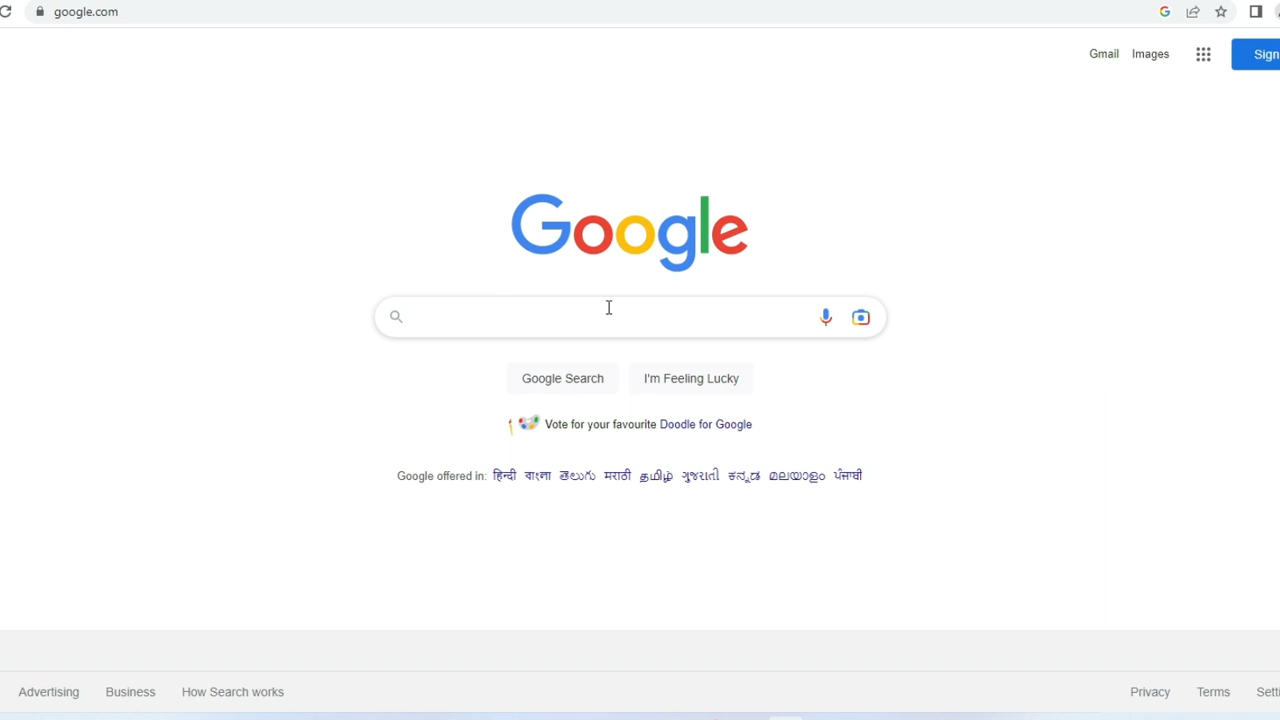 google.com
Gmail Images
Sign
Google
Google Search I'm Feeling Lucky
Vote for your favourite Doodle for Google
Google offered in: हिन्दी বাংলা తెలుగు मराठी தமிழ் ગુજરાતી ಕನ್ನಡ മലയാളം ਪੰਜਾਬੀ
Advertising Business How Search works Privacy Terms Setti